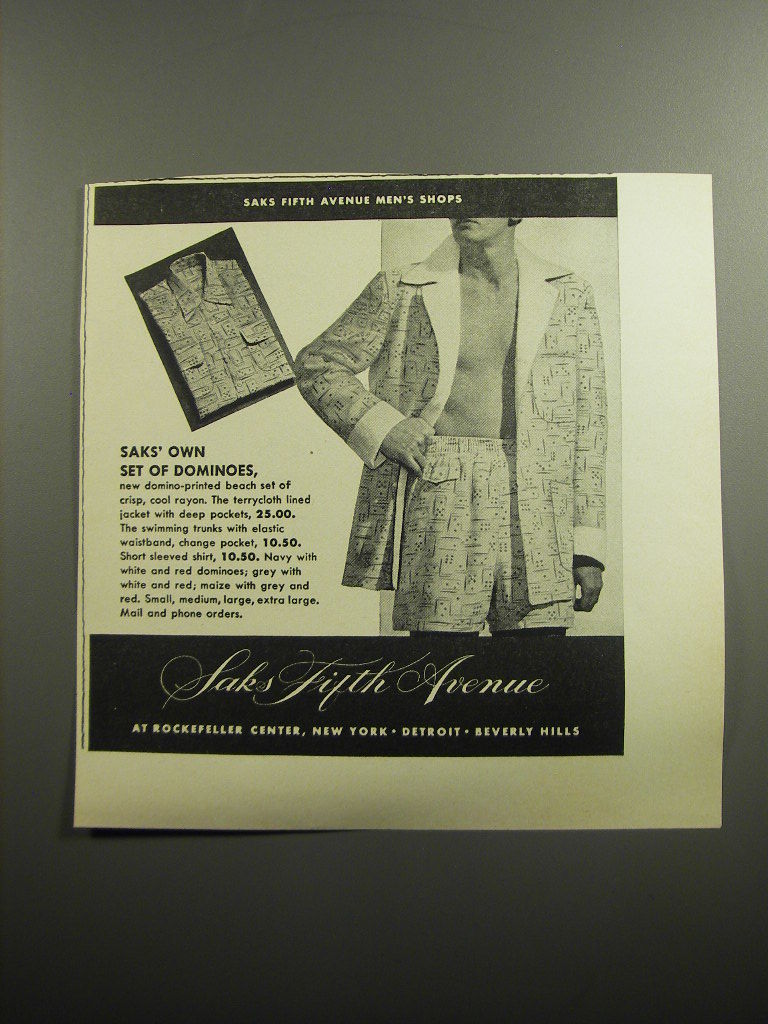 SAKS FIFTH AVENUE MEN'S SHOPS
SAKS' OWN
SET OF DOMINOES,
new domino-printed beach set of
crisp, cool rayon. The terrycloth lined
jacket with deep pockets, 25.00.
The swimming trunks with elastic
waistband, change pocket, 10.50.
Short sleeved shirt, 10.50. Navy with
white and red dominoes; grey with
white and red; maize with grey and
red. Small, medium, large, extra large.
Mail and phone orders.
Saks Fifth Avenue
AT ROCKEFELLER CENTER, NEW YORK • DETROIT • BEVERLY HILLS